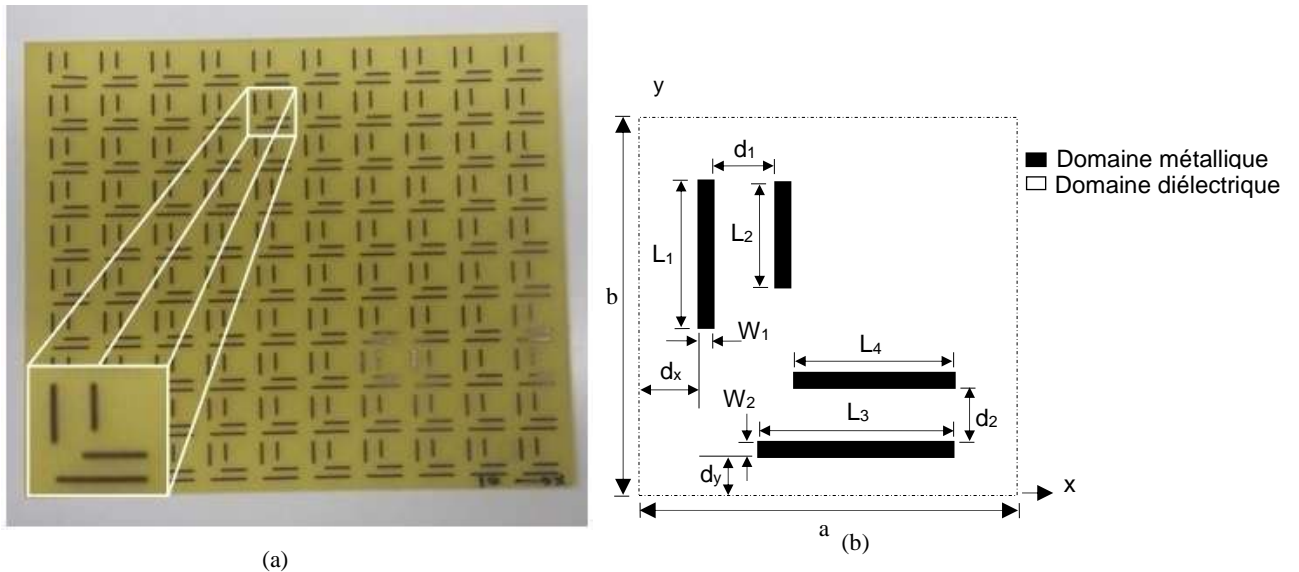 y
d1
Domaine métallique
Domaine diélectrique
L1
L2
b
W1
L4
dx
W2
L3
d2
dy
x
a
(a)
(b)